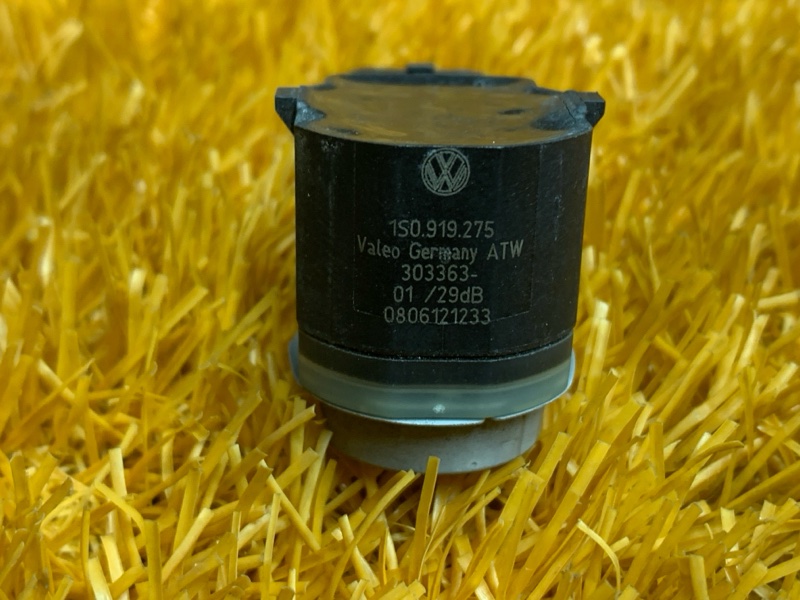 1S0.919.275
Valeo Germany ATW
303363-
01 /29dB
0806121233